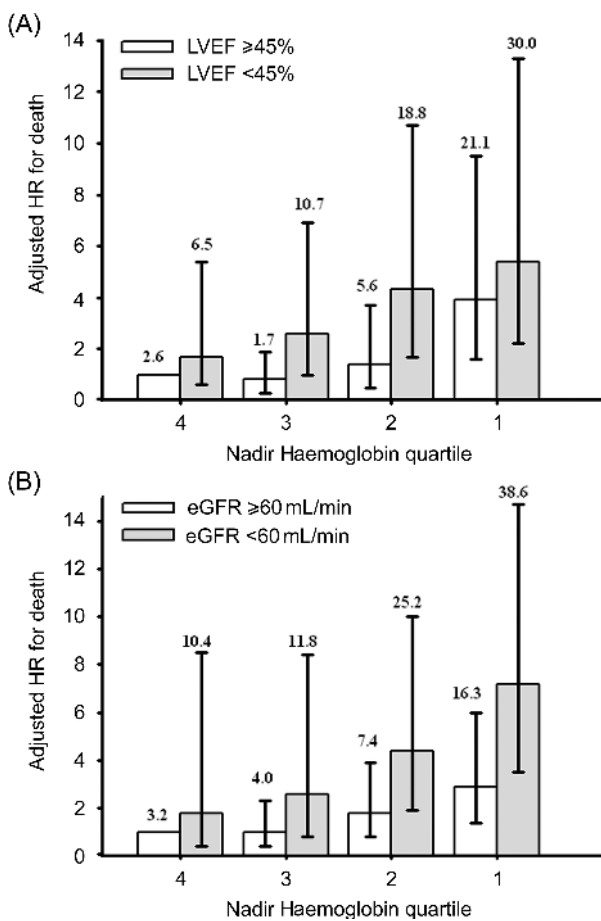 (A)
LVEF ≥45%
LVEF <45%
Adjusted HR for death
14
12
10
8
6
4
2
0
2.6
6.5
1.7
10.7
5.6
18.8
21.1
30.0
4 3 2 1
Nadir Haemoglobin quartile
(B)
eGFR ≥60 mL/min
eGFR <60 mL/min
Adjusted HR for death
14
12
10
8
6
4
2
0
3.2
10.4
4.0
11.8
7.4
25.2
16.3
38.6
4 3 2 1
Nadir Haemoglobin quartile